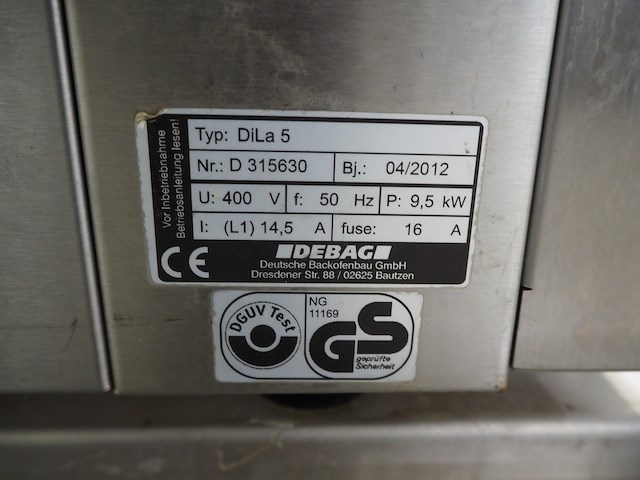 Vor Inbetriebnahme
Betriebsanleitung lesen!
Typ: DiLa 5
Nr.: D 315630 Bj.: 04/2012
U: 400 V f: 50 Hz P: 9,5 kW
I: (L1) 14,5 A fuse: 16 A
CE
DEBAG
Deutsche Backofenbau GmbH
Dresdener Str. 88 / 02625 Bautzen
DGUV Test
NG
11169
GS
geprüfte
Sicherheit